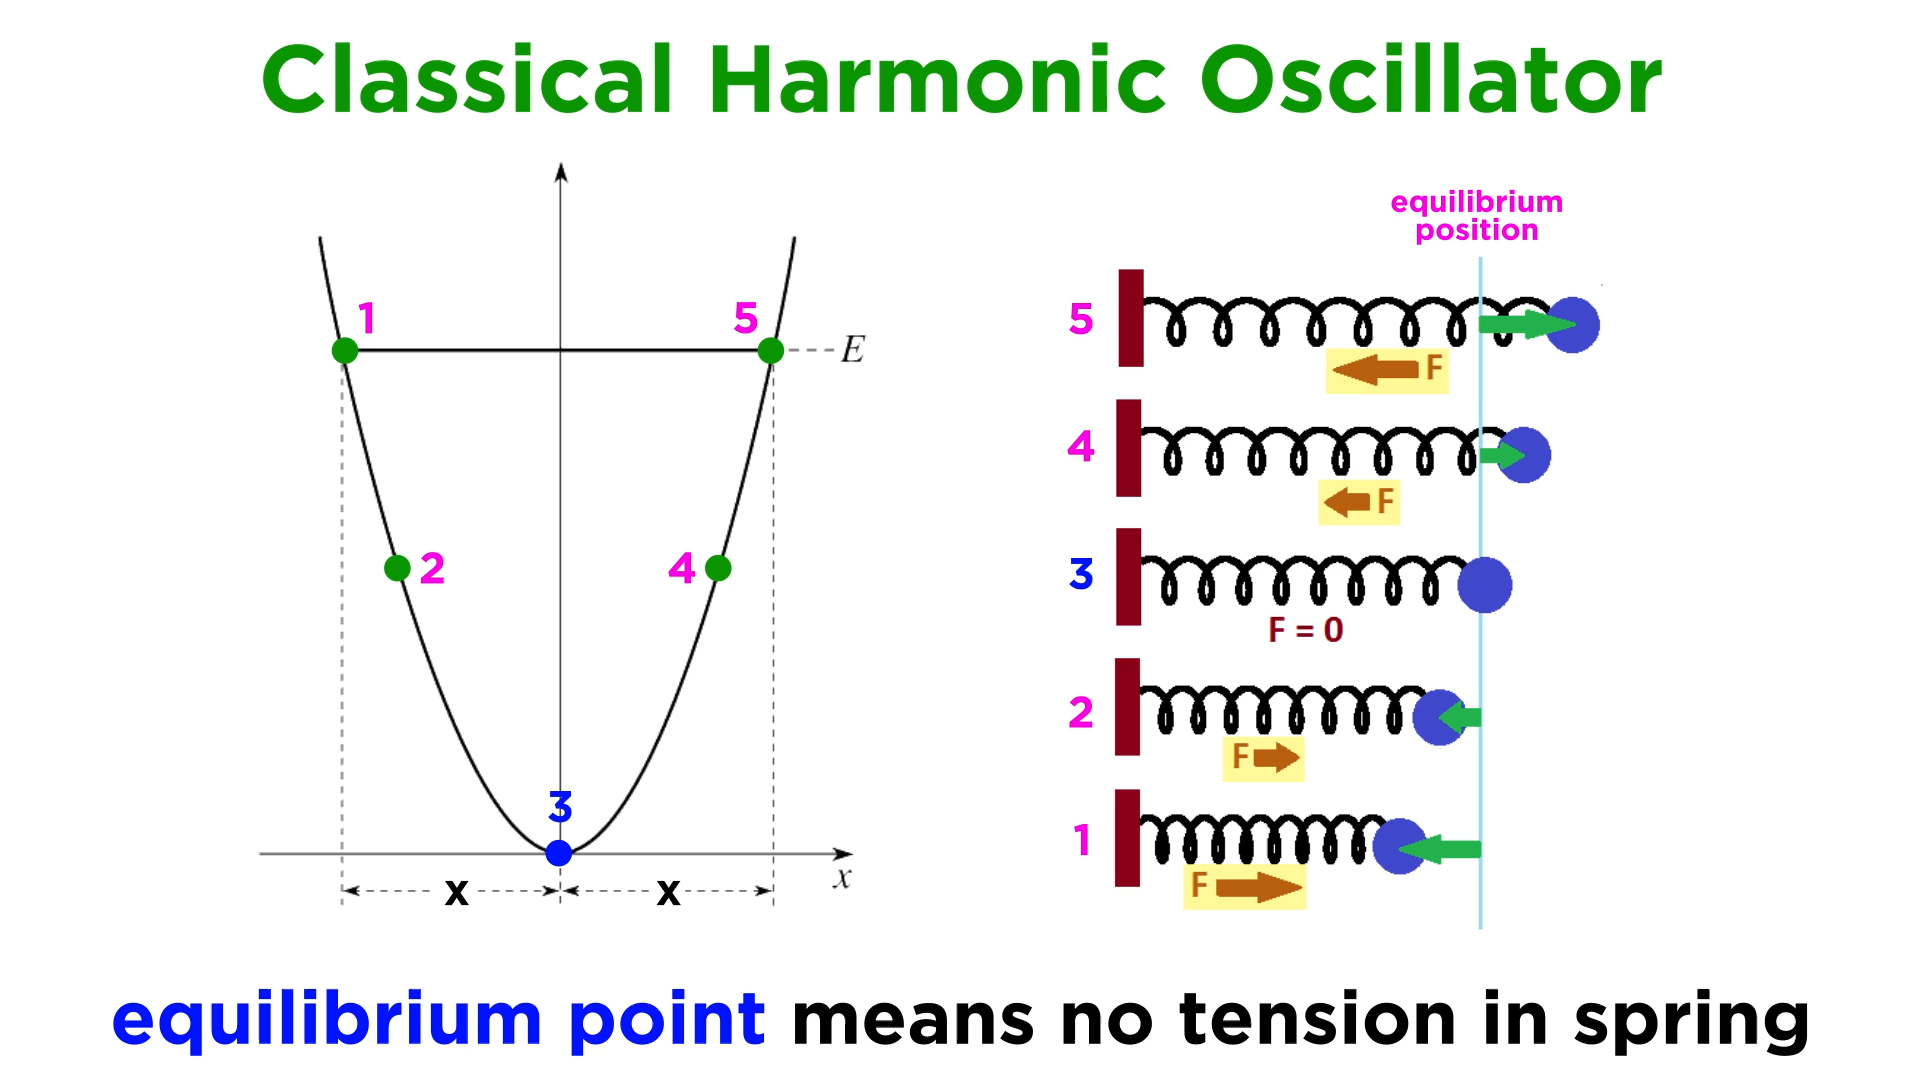 Classical Harmonic Oscillator
1
5
E
2
4
3
x
x
x
equilibrium
position
5
F
4
F
3
F = 0
2
F
1
F
equilibrium point means no tension in spring